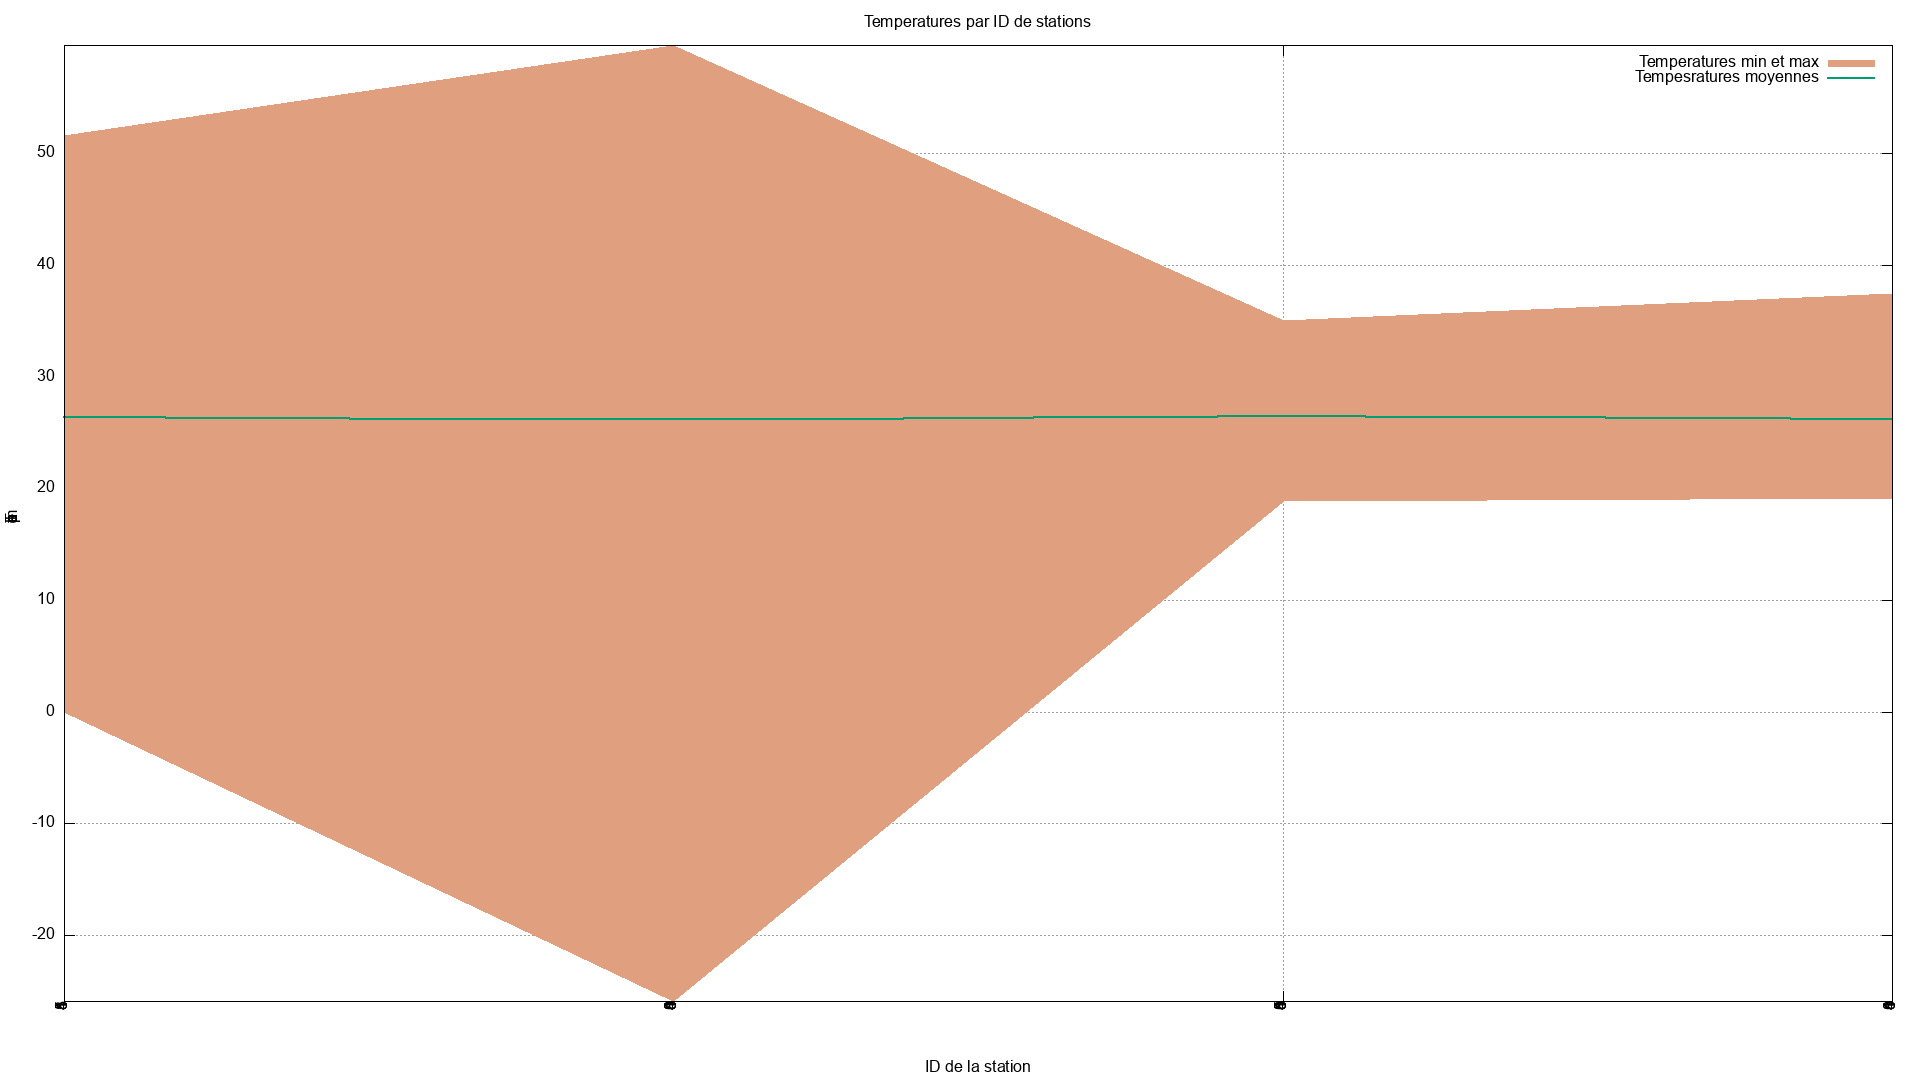 Temperatures par ID de stations
Temperatures min et max
Tempesratures moyennes
50
40
30
20
10
0
-10
-20
ID de la station